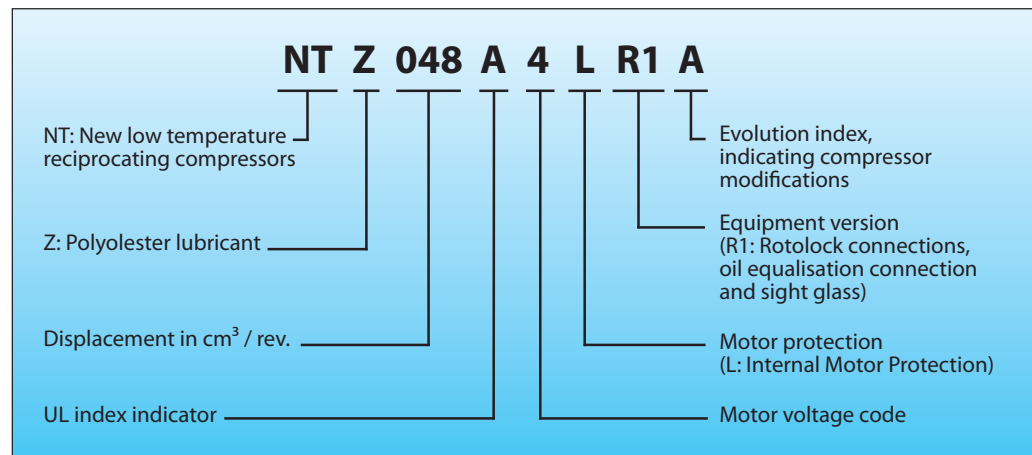 NT Z 048 A 4 L R1 A
NT: New low temperature
reciprocating compressors
Z: Polyolester lubricant
Displacement in cm³ / rev.
UL index indicator
Evolution index,
indicating compressor
modifications
Equipment version
(R1: Rotolock connections,
oil equalisation connection
and sight glass)
Motor protection
(L: Internal Motor Protection)
Motor voltage code